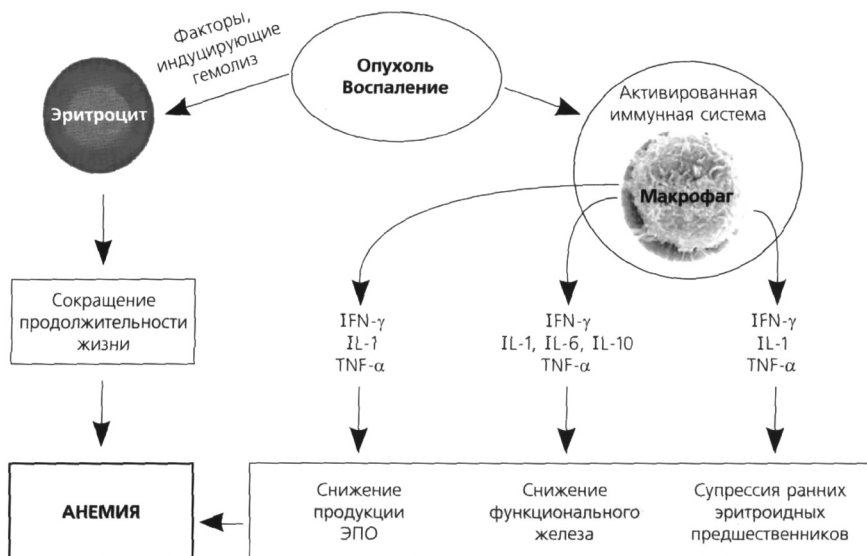 Факторы,
индуцирующие
гемолиз
Опухоль
Воспаление
Эритроцит
Активированная
иммунная система
Макрофаг
Сокращение
продолжительности
жизни
IFN-γ
IL-1
TNF-α
IFN-γ
IL-1, IL-6, IL-10
TNF-α
IFN-γ
IL-1
TNF-α
АНЕМИЯ
Снижение
продукции
ЭПО
Снижение
функционального
железа
Супрессия ранних
эритроидных
предшественников